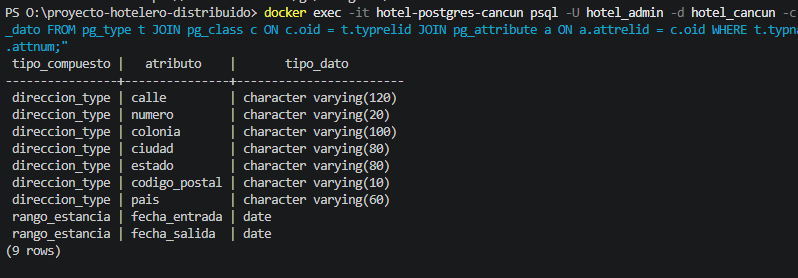 PS O:\proyecto-hotelero-distribuido> docker exec -it hotel-postgres-cancun psql -U hotel_admin -d hotel_cancun -c
_dato FROM pg_type t JOIN pg_class c ON c.oid = t.typrelid JOIN pg_attribute a ON a.attrelid = c.oid WHERE t.typna
.attnum;"
 tipo_compuesto |   atributo    |       tipo_dato
----------------+---------------+------------------------
 direccion_type | calle         | character varying(120)
 direccion_type | numero        | character varying(20)
 direccion_type | colonia       | character varying(100)
 direccion_type | ciudad        | character varying(80)
 direccion_type | estado        | character varying(80)
 direccion_type | codigo_postal | character varying(10)
 direccion_type | pais          | character varying(60)
 rango_estancia | fecha_entrada | date
 rango_estancia | fecha_salida  | date
(9 rows)